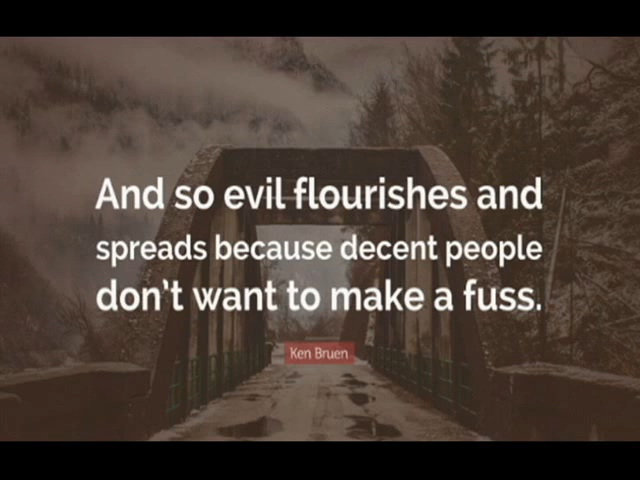 And so evil flourishes and
spreads because decent people
don't want to make a fuss.
Ken Bruen